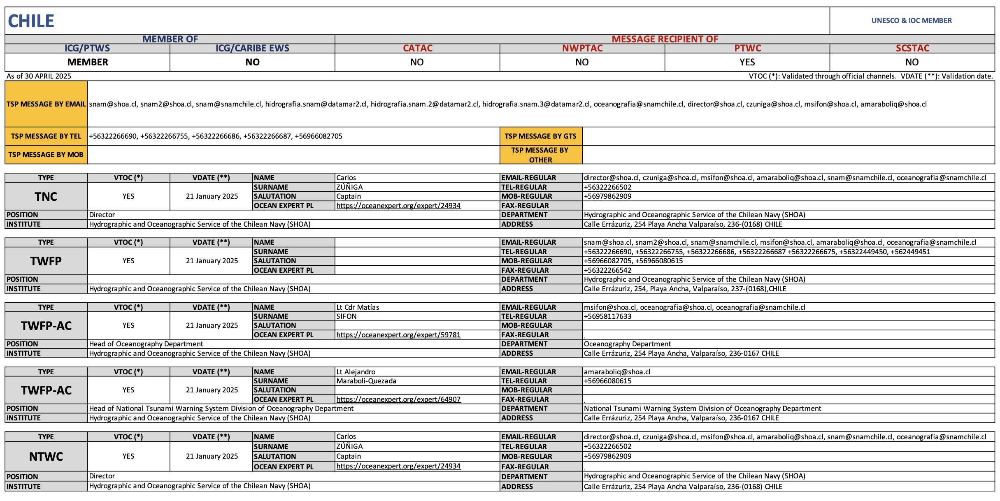 CHILE UNESCO & IOC MEMBER
MEMBER OF MESSAGE RECIPIENT OF
ICG/PTWS ICG/CARIBE EWS CATAC NWPTAC PTWC SCSTAC
MEMBER NO NO NO YES NO
As of 30 APRIL 2025 VTOC (*): Validated through official channels. VDATE (**): Validation date.
TSP MESSAGE BY EMAIL snam@shoa.cl, snam2@shoa.cl, snam@snamchile.cl, hidrografia.snam@datamar2.cl, hidrografia.snam.2@datamar2.cl, hidrografia.snam.3@datamar2.cl, oceanografia@snamchile.cl, director@shoa.cl, czuniga@shoa.cl, msifon@shoa.cl, amaraboliq@shoa.cl
TSP MESSAGE BY TEL +56322266690, +56322266755, +56322266686, +56322266687, +56966082705 TSP MESSAGE BY GTS
TSP MESSAGE BY MOB TSP MESSAGE BY
OTHER
TYPE VTOC (*) VDATE (**) NAME Carlos EMAIL-REGULAR director@shoa.cl, czuniga@shoa.cl, msifon@shoa.cl, amaraboliq@shoa.cl, snam@snamchile.cl, oceanografia@snamchile.cl
SURNAME ZÚÑIGA TEL-REGULAR +56322266502
TNC YES 21 January 2025 SALUTATION Captain MOB-REGULAR +56979862909
OCEAN EXPERT PL https://oceanexpert.org/expert/24934 FAX-REGULAR
POSITION Director DEPARTMENT Hydrographic and Oceanographic Service of the Chilean Navy (SHOA)
INSTITUTE Hydrographic and Oceanographic Service of the Chilean Navy (SHOA) ADDRESS Calle Errázuriz, 254 Playa Ancha Valparaíso, 236-(0168) CHILE
TYPE VTOC (*) VDATE (**) NAME EMAIL-REGULAR snam@shoa.cl, snam2@shoa.cl, snam@snamchile.cl, msifon@shoa.cl, amaraboliq@shoa.cl, oceanografia@snamchile.cl
SURNAME TEL-REGULAR +56322266690, +56322266755, +56322266686, +56322266687 +56322266675, +56322449450, +562449451
TWFP YES 21 January 2025 SALUTATION MOB-REGULAR +56966082705, +56966080615
OCEAN EXPERT PL FAX-REGULAR +56322266542
POSITION DEPARTMENT Hydrographic and Oceanographic Service of the Chilean Navy (SHOA)
INSTITUTE Hydrographic and Oceanographic Service of the Chilean Navy (SHOA) ADDRESS Calle Errázuriz, 254, Playa Ancha, Valparaíso, 237-(0168),CHILE
TYPE VTOC (*) VDATE (**) NAME Lt Cdr Matías EMAIL-REGULAR msifon@shoa.cl, oceanografia@shoa.cl, oceanografia@snamchile.cl
SURNAME SIFON TEL-REGULAR +56958117633
TWFP-AC YES 21 January 2025 SALUTATION MOB-REGULAR
OCEAN EXPERT PL https://oceanexpert.org/expert/59781 FAX-REGULAR .
POSITION Head of Oceanography Department DEPARTMENT Oceanography Department
INSTITUTE Hydrographic and Oceanographic Service of the Chilean Navy (SHOA) ADDRESS Calle Errázuriz, 254 Playa Ancha, Valparaíso, 236-0167 CHILE
TYPE VTOC (*) VDATE (**) NAME Lt Alejandro EMAIL-REGULAR amaraboliq@shoa.cl
SURNAME Maraboli-Quezada TEL-REGULAR +56966080615
TWFP-AC YES 21 January 2025 SALUTATION MOB-REGULAR
OCEAN EXPERT PL https://oceanexpert.org/expert/64907 FAX-REGULAR .
POSITION Head of National Tsunami Warning System Division of Oceanography Department DEPARTMENT National Tsunami Warning System Division of Oceanography Department
INSTITUTE Hydrographic and Oceanographic Service of the Chilean Navy (SHOA) ADDRESS Calle Errázuriz, 254 Playa Ancha, Valparaíso, 236-0167 CHILE
TYPE VTOC (*) VDATE (**) NAME Carlos EMAIL-REGULAR director@shoa.cl, czuniga@shoa.cl, msifon@shoa.cl, amaraboliq@shoa.cl, snam@snamchile.cl, oceanografia@snamchile.cl
SURNAME ZÚÑIGA TEL-REGULAR +56322266502
NTWC YES 21 January 2025 SALUTATION Captain MOB-REGULAR +56979862909
OCEAN EXPERT PL https://oceanexpert.org/expert/24934 FAX-REGULAR .
POSITION Director DEPARTMENT Hydrographic and Oceanographic Service of the Chilean Navy (SHOA)
INSTITUTE Hydrographic and Oceanographic Service of the Chilean Navy (SHOA) ADDRESS Calle Errázuriz, 254 Playa Ancha Valparaíso, 236-(0168) CHILE